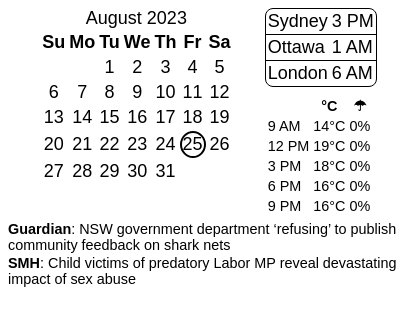 August 2023
Su Mo Tu We Th Fr Sa
1 2 3 4 5
6 7 8 9 10 11 12
13 14 15 16 17 18 19
20 21 22 23 24 25 26
27 28 29 30 31
Sydney 3 PM
Ottawa 1 AM
London 6 AM
°C ☂
9 AM 14°C 0%
12 PM 19°C 0%
3 PM 18°C 0%
6 PM 16°C 0%
9 PM 16°C 0%
Guardian: NSW government department ‘refusing’ to publish
community feedback on shark nets
SMH: Child victims of predatory Labor MP reveal devastating
impact of sex abuse